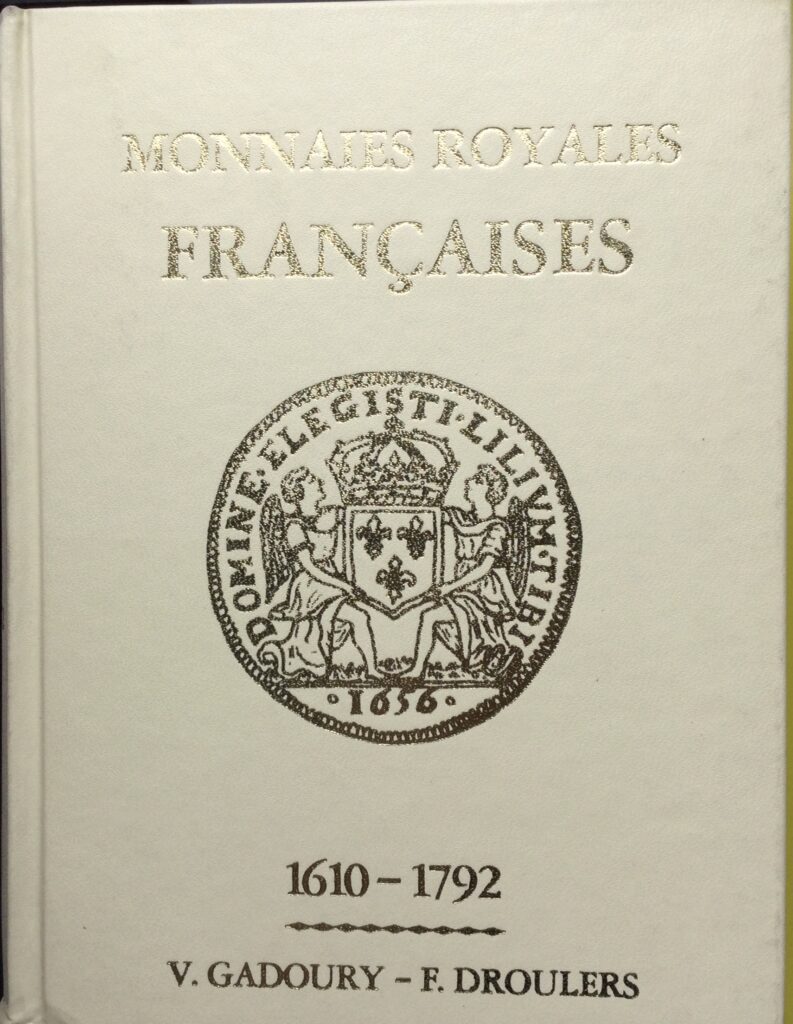 MONNAIES ROYALES
FRANÇAISES
DOMINE·ELEGISTI·LILIVM·TIBI
·1656·
1610–1792
V. GADOURY – F. DROULERS